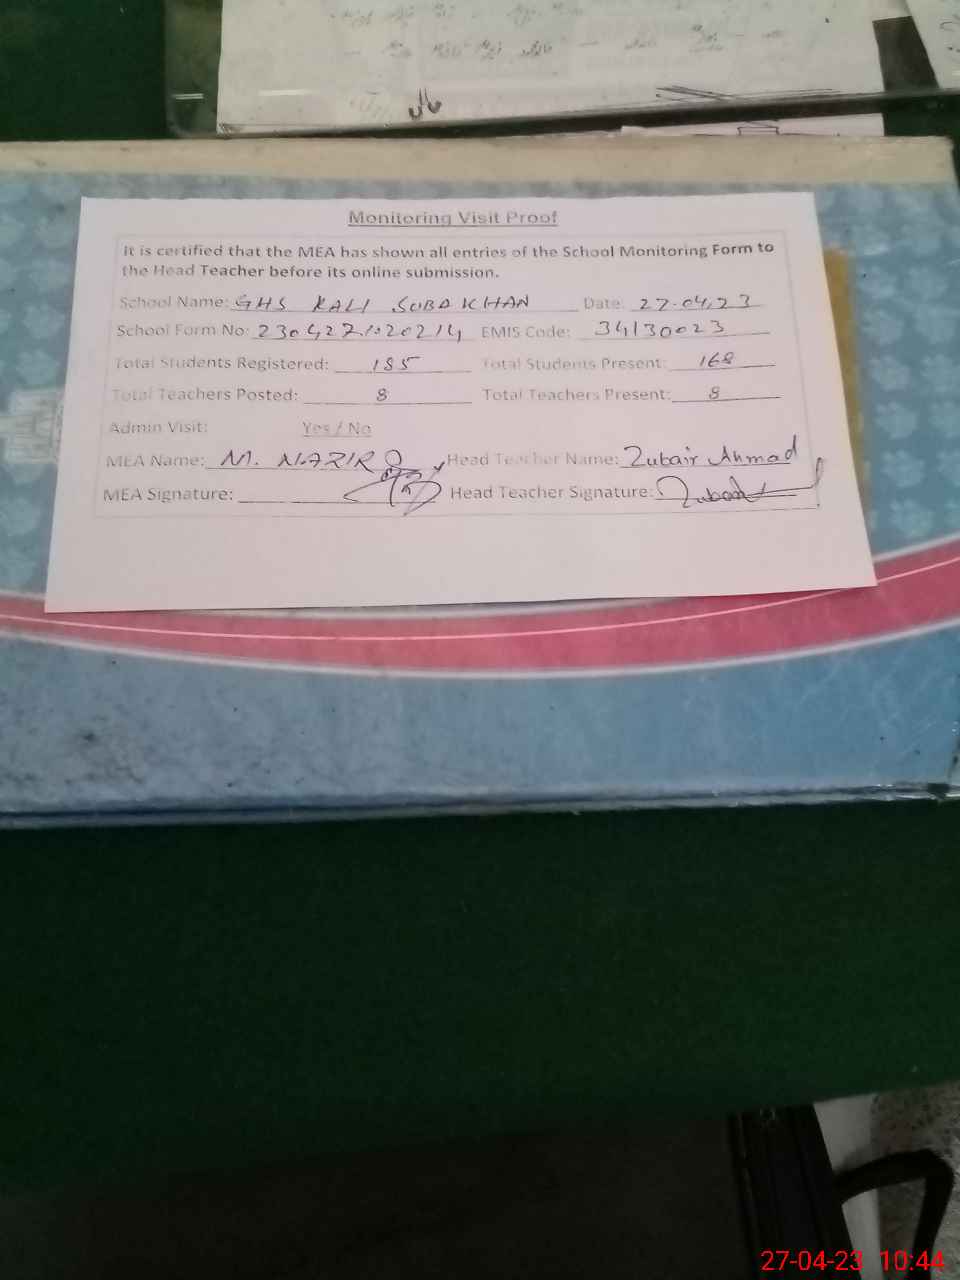 Monitoring Visit Proof
It is certified that the MEA has shown all entries of the School Monitoring Form to
the Head Teacher before its online submission.
School Name: GHS KALI SOBA KHAN Date: 27-04-23
School Form No: 2304271020214 EMIS Code: 34130023
Total Students Registered: 185 Total Students Present: 168
Total Teachers Posted: 8 Total Teachers Present: 8
Admin Visit: Yes / No
MEA Name: M. NAZIR Head Teacher Name: Zubair Ahmad
MEA Signature: Head Teacher Signature: Zubair
27-04-23 10:44